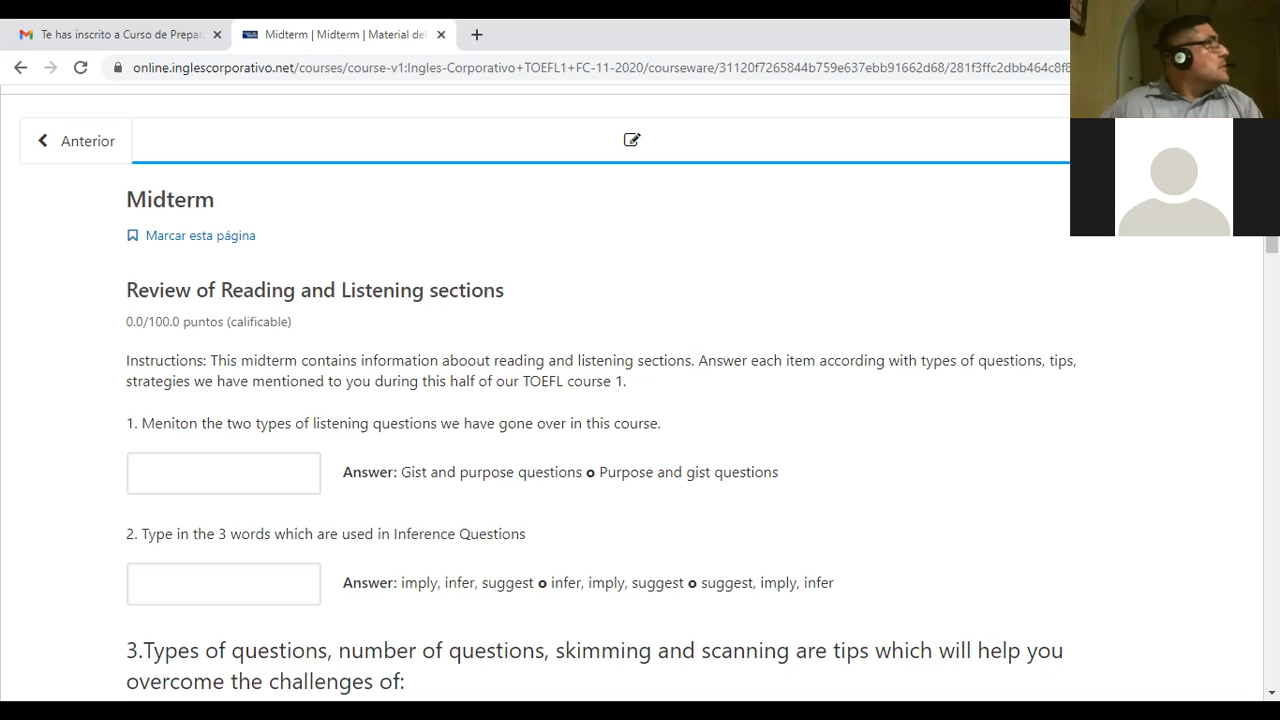 Te has inscrito a Curso de Prepar
Midterm | Midterm | Material del
online.inglescorporativo.net/courses/course-v1:Ingles-Corporativo+TOEFL1+FC-11-2020/courseware/31120f7265844b759e637ebb91662d68/281f3ffc2dbb464c8f8
Anterior
Midterm
Marcar esta página
Review of Reading and Listening sections
0.0/100.0 puntos (calificable)
Instructions: This midterm contains information aboout reading and listening sections. Answer each item according with types of questions, tips,
strategies we have mentioned to you during this half of our TOEFL course 1.
1. Meniton the two types of listening questions we have gone over in this course.
Answer: Gist and purpose questions o Purpose and gist questions
2. Type in the 3 words which are used in Inference Questions
Answer: imply, infer, suggest o infer, imply, suggest o suggest, imply, infer
3.Types of questions, number of questions, skimming and scanning are tips which will help you
overcome the challenges of: